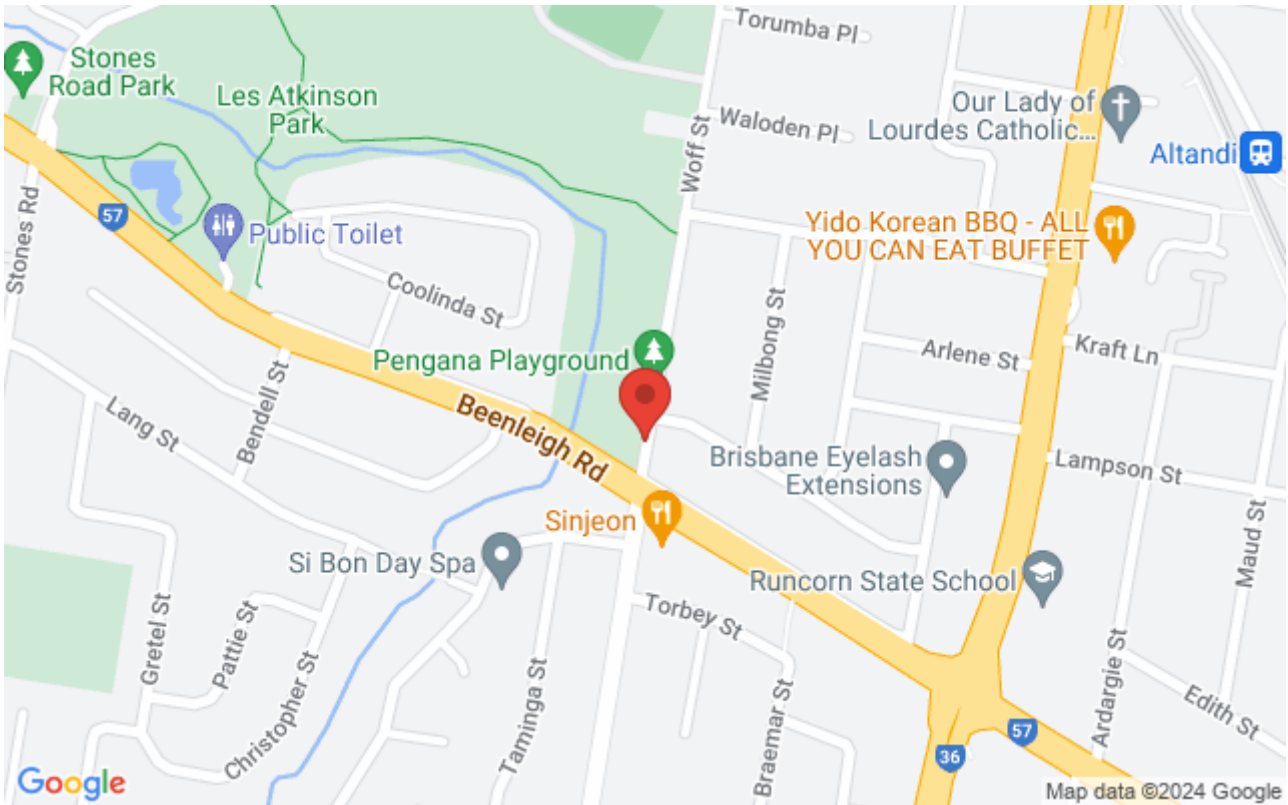 Torumba Pl
Stones
Road Park
Les Atkinson
Park
Our Lady of
Lourdes Catholic...
Waloden Pl
Woff St
Altandi
57
Public Toilet
Yido Korean BBQ - ALL
YOU CAN EAT BUFFET
Stones Rd
Coolinda St
Milbong St
Arlene St
Kraft Ln
Pengana Playground
Bendell St
Lang St
Beenleigh Rd
Brisbane Eyelash
Extensions
Lampson St
Sinjeon
Maud St
Si Bon Day Spa
Runcorn State School
Torbey St
Gretel St
Pattie St
Christopher St
Taminga St
Braemar St
Ardargie St
Edith St
57
36
Google
Map data ©2024 Google